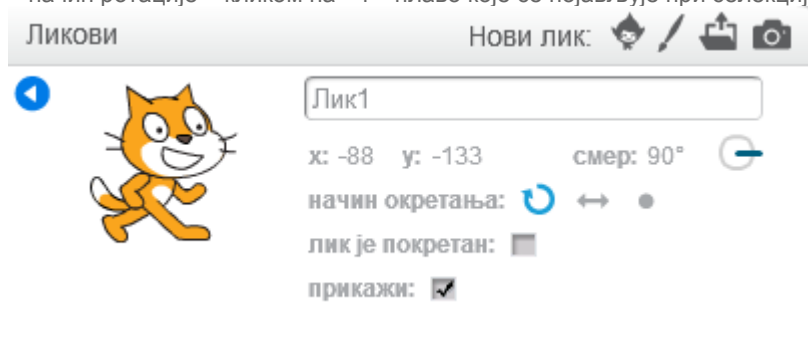 Ликови Нови лик:
Лик1
x: -88 y: -133 смер: 90°
начин окретања:
лик је покретан:
прикажи: